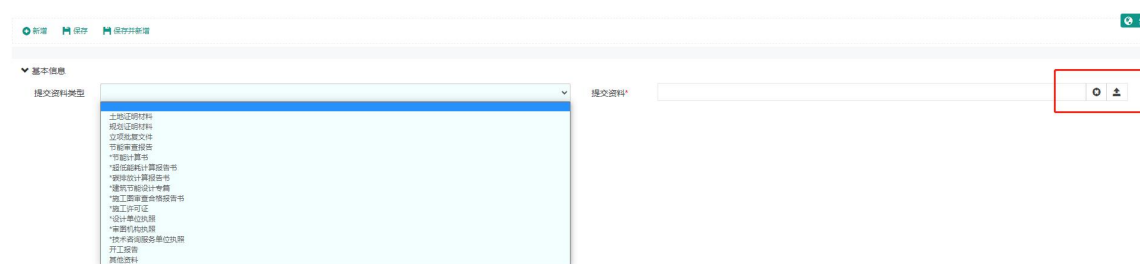 新增 保存 保存并新增
基本信息
提交资料类型 提交资料*
土地证明材料
规划证明材料
立项批复文件
节能审查报告
*节能计算书
*超低能耗计算报告书
*碳排放计算报告书
*建筑节能设计专篇
*施工图审查合格报告书
*施工许可证
*设计单位执照
*审图机构执照
*技术咨询服务单位执照
开工报告
其他资料